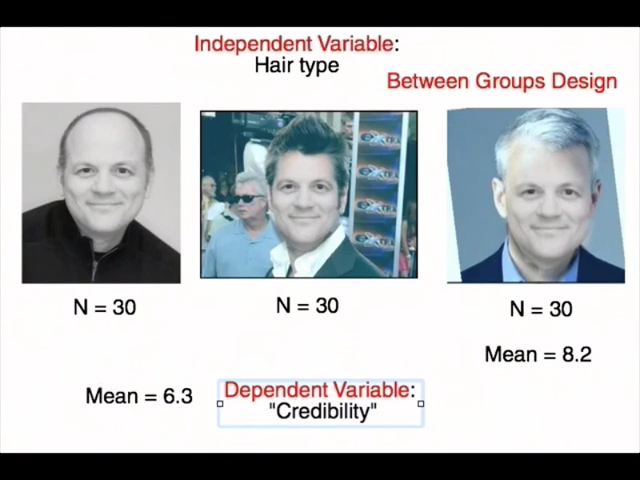 Independent Variable:
Hair type
Between Groups Design
N = 30
N = 30
N = 30
Mean = 8.2
Mean = 6.3
Dependent Variable:
"Credibility"